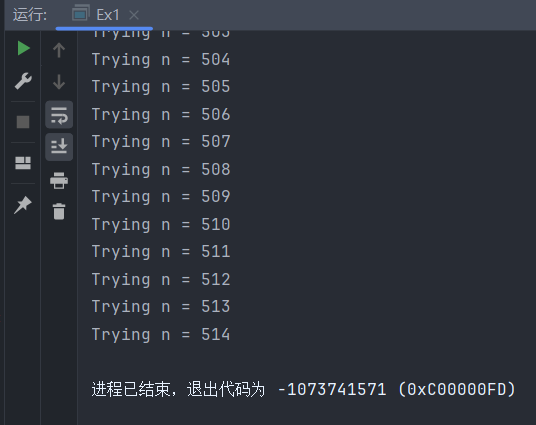 运行: Ex1
Trying n = 503
Trying n = 504
Trying n = 505
Trying n = 506
Trying n = 507
Trying n = 508
Trying n = 509
Trying n = 510
Trying n = 511
Trying n = 512
Trying n = 513
Trying n = 514
进程已结束，退出代码为 -1073741571 (0xC00000FD)